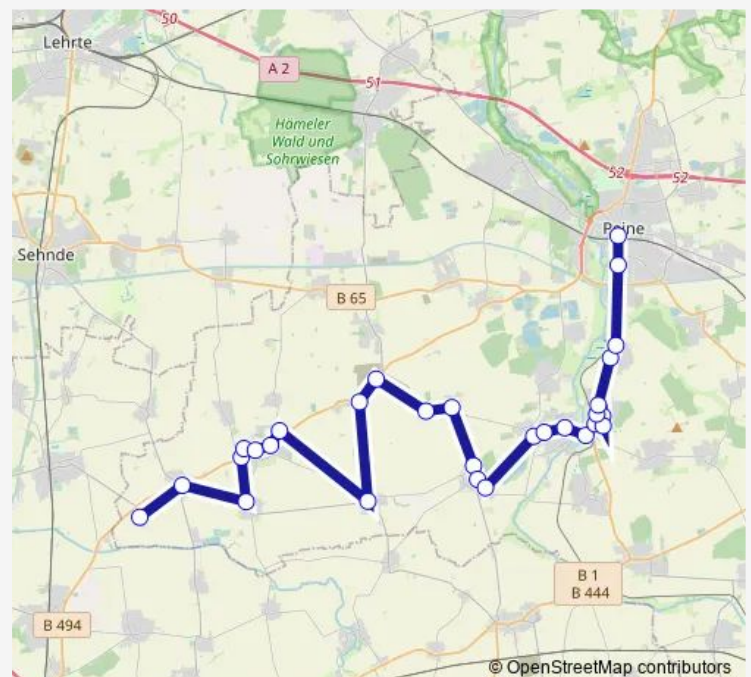 50
Lehrte
A 2
51
Hämeler
Wald und
Sohrwiesen
52
52
Peine
Sehnde
B 65
B 1
B 444
B 494
© OpenStreetMap contributors